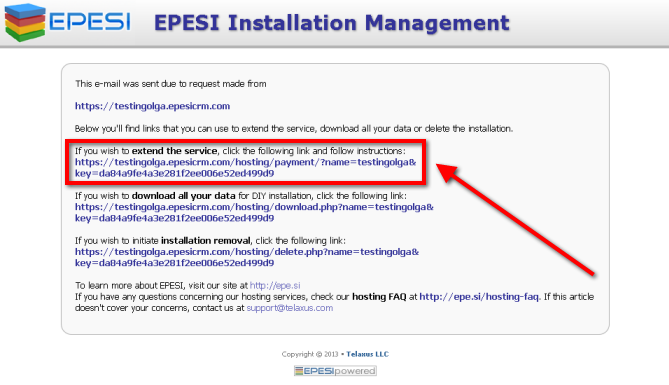 EPESI EPESI Installation Management
This e-mail was sent due to request made from
https://testingolga.epesicrm.com
Below you'll find links that you can use to extend the service, download all your data or delete the installation.
If you wish to extend the service, click the following link and follow instructions:
https://testingolga.epesicrm.com/hosting/payment/?name=testingolga&
key=da84a9fe4a3e281f2ee006e52ed499d9
If you wish to download all your data for DIY installation, click the following link:
https://testingolga.epesicrm.com/hosting/download.php?name=testingolga&
key=da84a9fe4a3e281f2ee006e52ed499d9
If you wish to initiate installation removal, click the following link:
https://testingolga.epesicrm.com/hosting/delete.php?name=testingolga&
key=da84a9fe4a3e281f2ee006e52ed499d9
To learn more about EPESI, visit our site at http://epe.si
If you have any questions concerning our hosting services, check our hosting FAQ at http://epe.si/hosting-faq. If this article
doesn't cover your concerns, contact us at support@telaxus.com
Copyright © 2013 • Telaxus LLC
EPESI powered